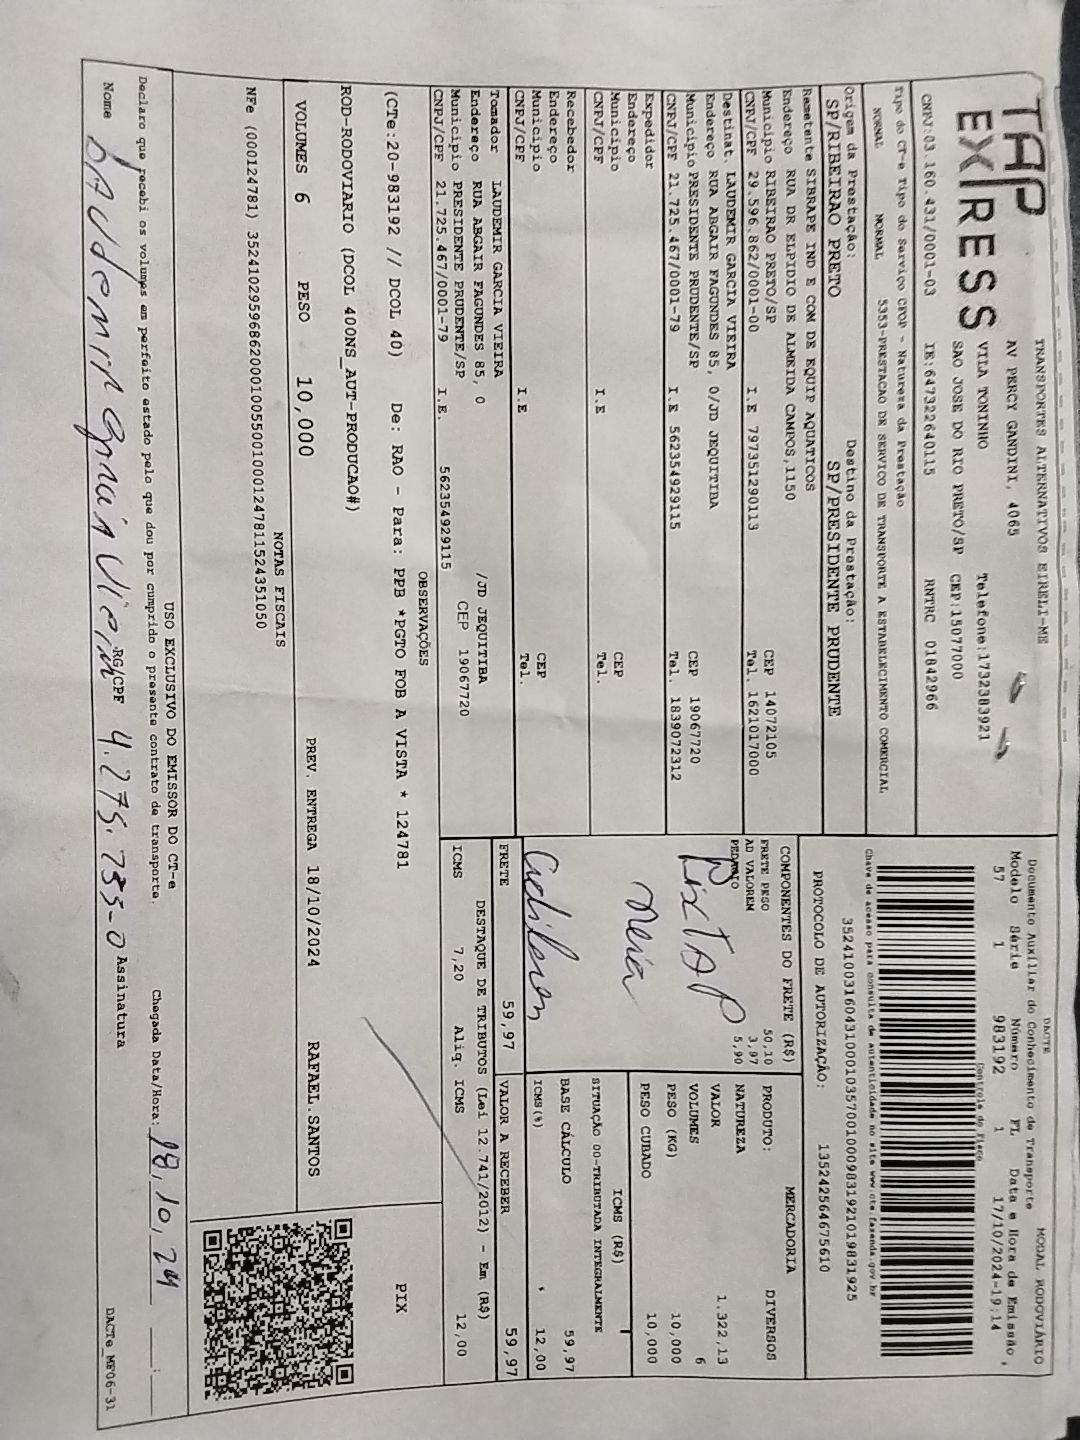 TAP
EXPRESS
TRANSPORTES ALTERNATIVOS EIRELI-ME
AV PERCY GANDINI, 4065
VILA TONINHO Telefone:1732383921
SAO JOSE DO RIO PRETO/SP CEP:15077000
CNPJ:03.160.431/0001-03 IE:647322640115 RNTRC 01842966
Tipo do CT-e Tipo do Serviço CFOP - Natureza da Prestação
NORMAL NORMAL 5353-PRESTACAO DE SERVICO DE TRANSPORTE A ESTABELECIMENTO COMERCIAL
Origem da Prestação: Destino da Prestação:
SP/RIBEIRAO PRETO SP/PRESIDENTE PRUDENTE
Remetente SIBRAPE IND E COM DE EQUIP AQUATICOS
Endereço RUA DR ELPIDIO DE ALMEIDA CAMPOS,1150
Municipio RIBEIRAO PRETO/SP CEP 14072105
CNPJ/CPF 29.596.862/0001-00 I.E 797351290113 Tel. 1621017000
Destinat. LAUDEMIR GARCIA VIEIRA
Endereço RUA ABGAIR FAGUNDES 85, 0/JD JEQUITIBA
Municipio PRESIDENTE PRUDENTE/SP CEP 19067720
CNPJ/CPF 21.725.467/0001-79 I.E 562354929115 Tel. 1839072312
Expedidor
Endereço
Municipio CEP
CNPJ/CPF I.E Tel.
Recebedor
Endereço
Municipio CEP
CNPJ/CPF I.E Tel.
Tomador LAUDEMIR GARCIA VIEIRA
Endereço RUA ABGAIR FAGUNDES 85, 0 /JD JEQUITIBA
Municipio PRESIDENTE PRUDENTE/SP CEP 19067720
CNPJ/CPF 21.725.467/0001-79 I.E. 562354929115
DACTE MODAL RODOVIÁRIO
Documento Auxiliar do Conhecimento de Transporte
Modelo Série Número FL Data e Hora de Emissão
57 1 983192 1 17/10/2024-19:14
Controle do Fisco
Chave de acesso para consulta de autenticidade no site www.cte.fazenda.gov.br
35241003160431000103570010009831921019831925
PROTOCOLO DE AUTORIZAÇÃO: 135242564675610
COMPONENTES DO FRETE (R$)
FRETE PESO 50,10
AD VALOREM 3,97
PEDAGIO 5,90
Pix TAP
MERCADORIA
PRODUTO: DIVERSOS
NATUREZA
VALOR 1.322,13
VOLUMES 6
PESO (KG) 10,000
PESO CUBADO 10,000
ICMS (R$)
SITUAÇÃO 00-TRIBUTADA INTEGRALMENTE
BASE CÁLCULO 59,97
ICMS(%) 12,00
FRETE 59,97 VALOR A RECEBER 59,97
DESTAQUE DE TRIBUTOS (Lei 12.741/2012) - Em (R$)
ICMS 7,20 Aliq. ICMS 12,00
OBSERVAÇÕES
(CTe:20-983192 // DCOL 40) De: RAO - Para: PPB *PGTO FOB A VISTA * 124781
ROD-RODOVIARIO (DCOL 400NS_AUT-PRODUCAO#)
PIX
VOLUMES 6 PESO 10,000 PREV. ENTREGA 18/10/2024 RAFAEL.SANTOS
NOTAS FISCAIS
NFe (000124781) 35241029596862000100550010001247811524351050
USO EXCLUSIVO DO EMISSOR DO CT-e
Declaro que recebi os volumes em perfeito estado pelo que dou por cumprido o presente contrato de transporte. Chegada Data/Hora: 18/10/24 :
Nome Laudemir Garcia Vieira RG/CPF 4.275.735-0 Assinatura
DACTe_MF06-31